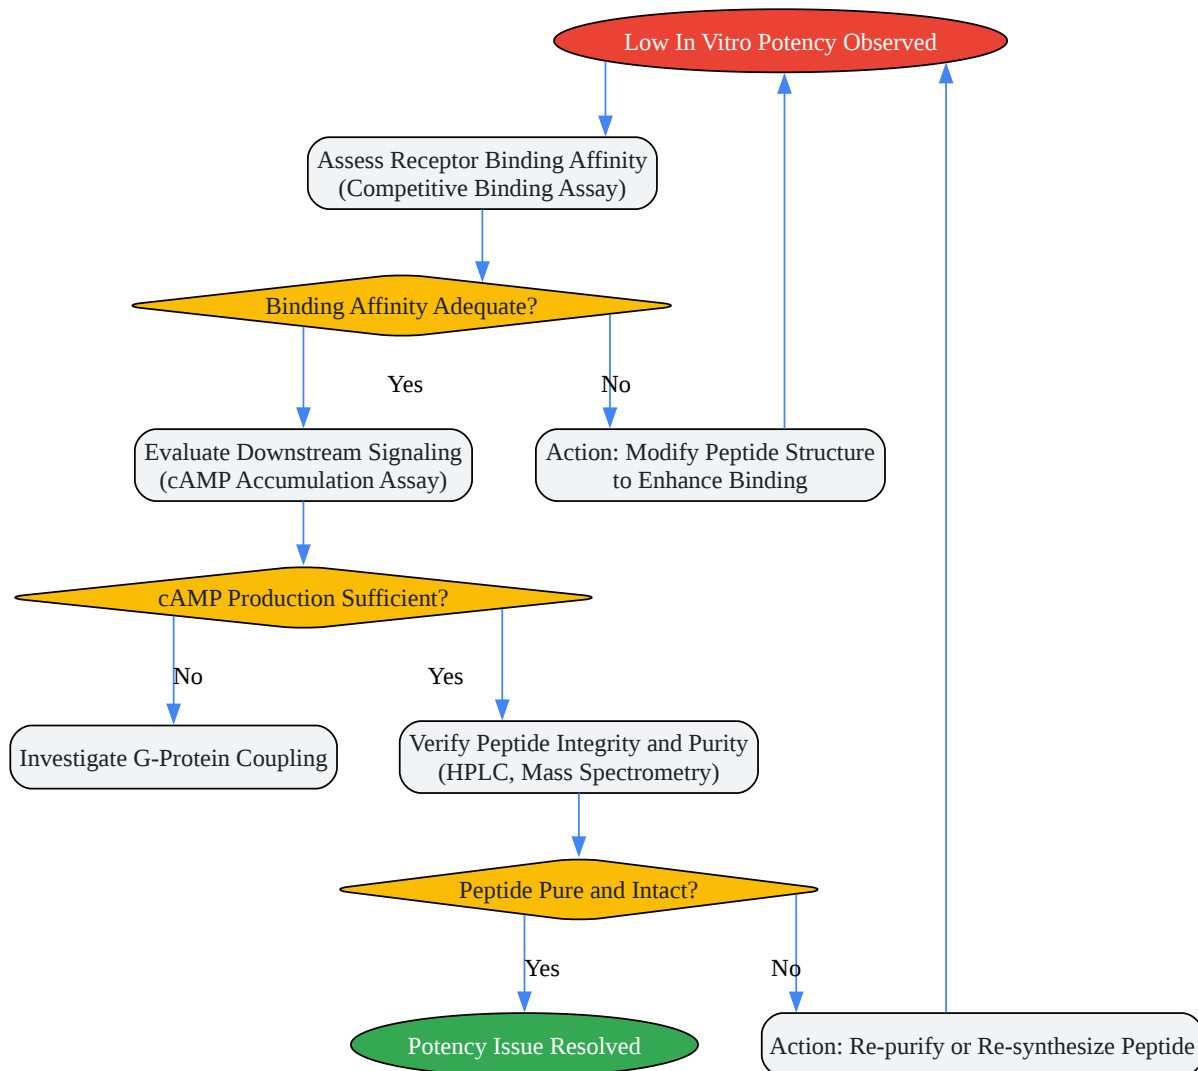 Low In Vitro Potency Observed
Assess Receptor Binding Affinity
(Competitive Binding Assay)
Binding Affinity Adequate?
Yes
No
Evaluate Downstream Signaling
(cAMP Accumulation Assay)
Action: Modify Peptide Structure
to Enhance Binding
cAMP Production Sufficient?
No
Yes
Investigate G-Protein Coupling
Verify Peptide Integrity and Purity
(HPLC, Mass Spectrometry)
Peptide Pure and Intact?
Yes
No
Potency Issue Resolved
Action: Re-purify or Re-synthesize Peptide